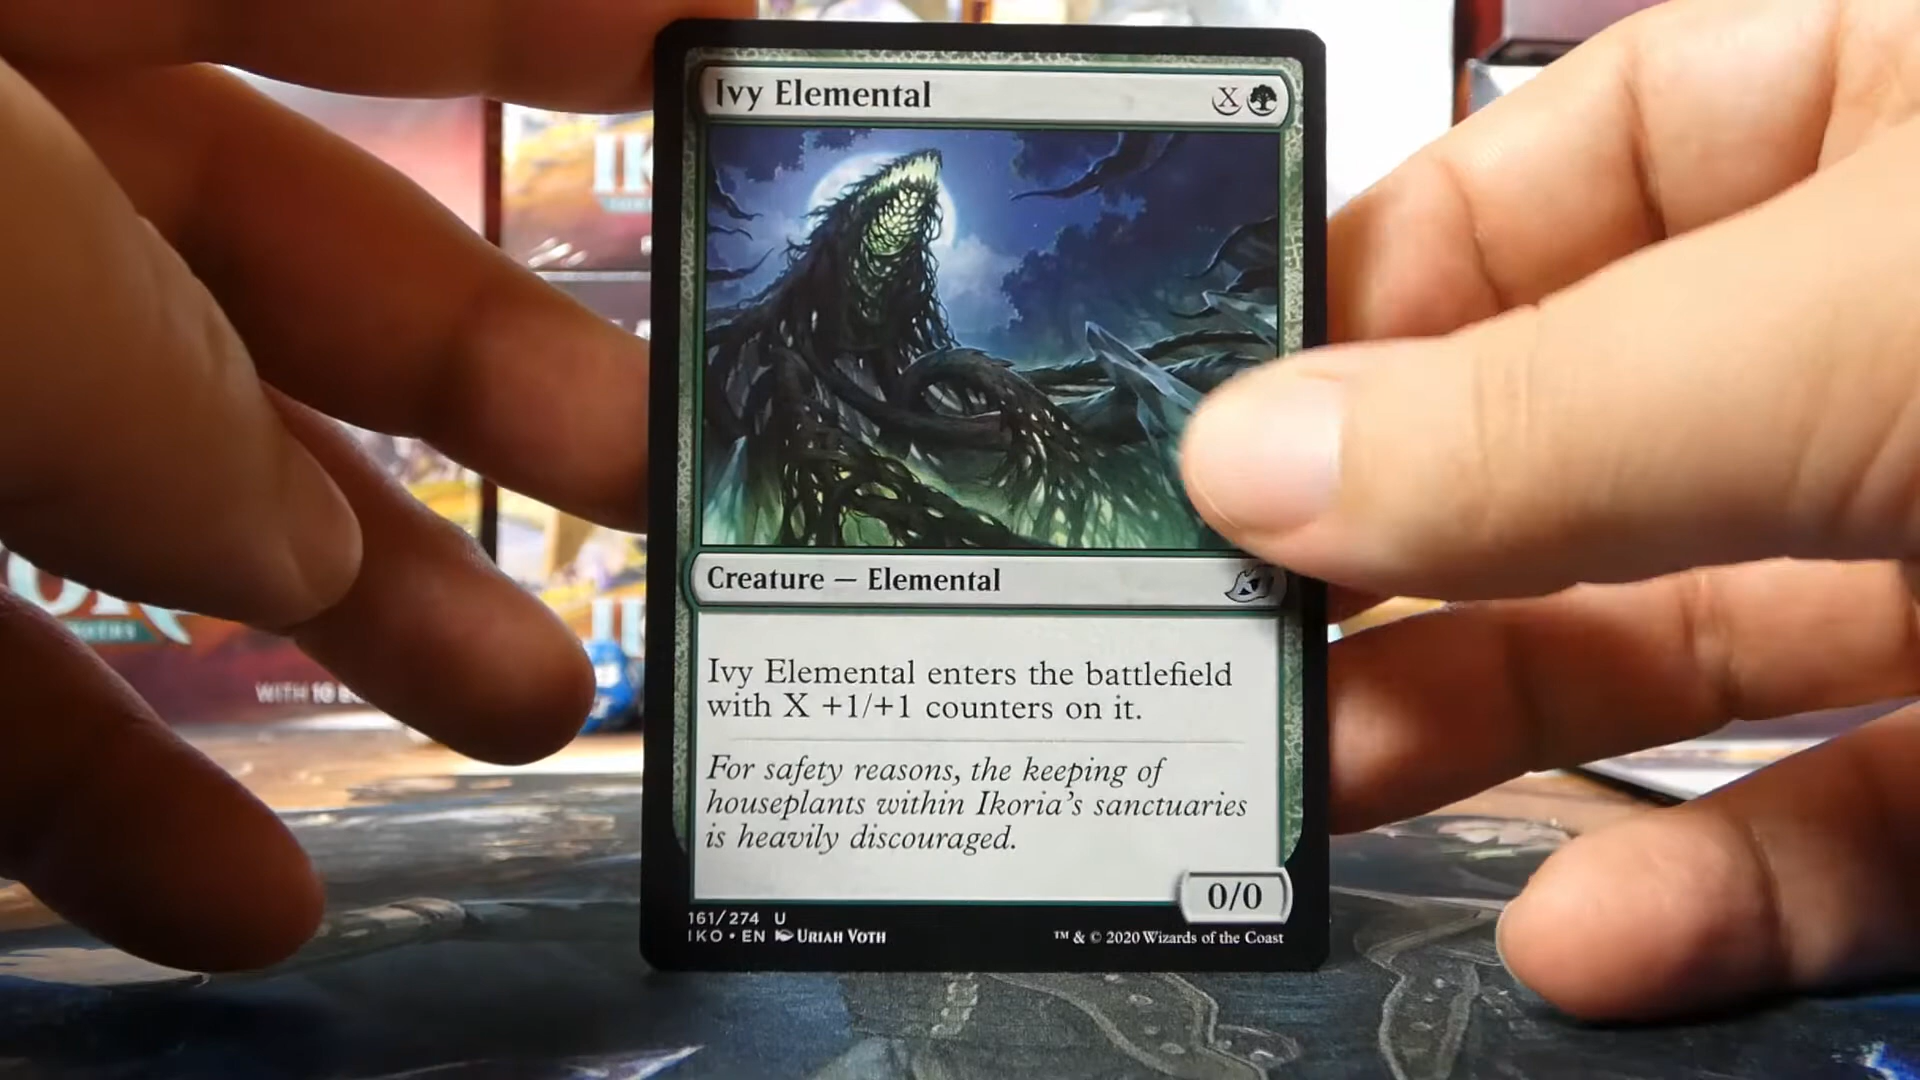 Ivy Elemental
X
Creature — Elemental
Ivy Elemental enters the battlefield
with X +1/+1 counters on it.
For safety reasons, the keeping of
houseplants within Ikoria's sanctuaries
is heavily discouraged.
0/0
161/274 U
IKO • EN Uriah Voth
™ & © 2020 Wizards of the Coast
WITH 10